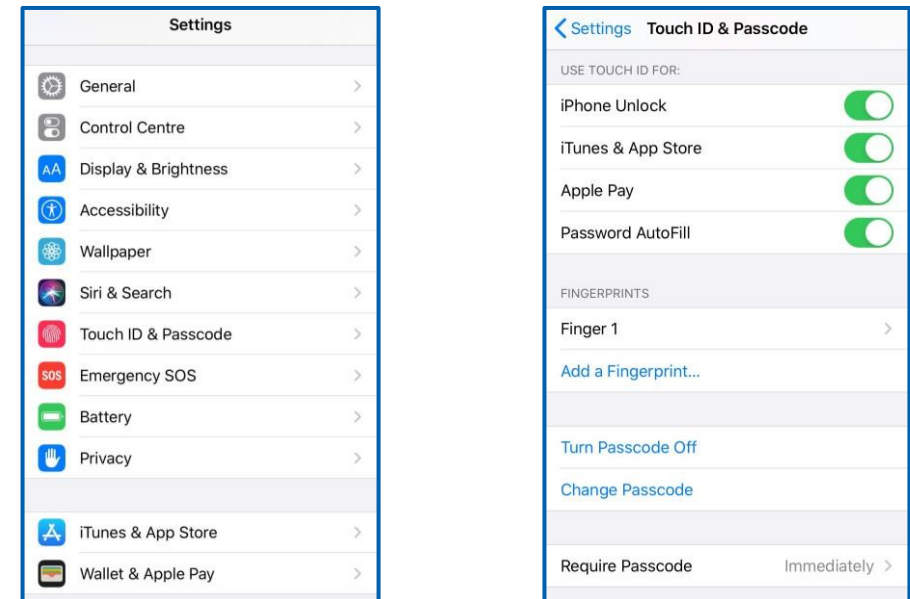 Settings
General
Control Centre
AA Display & Brightness
Accessibility
Wallpaper
Siri & Search
Touch ID & Passcode
SOS Emergency SOS
Battery
Privacy
iTunes & App Store
Wallet & Apple Pay
Settings Touch ID & Passcode
USE TOUCH ID FOR:
iPhone Unlock
iTunes & App Store
Apple Pay
Password AutoFill
FINGERPRINTS
Finger 1
Add a Fingerprint...
Turn Passcode Off
Change Passcode
Require Passcode Immediately